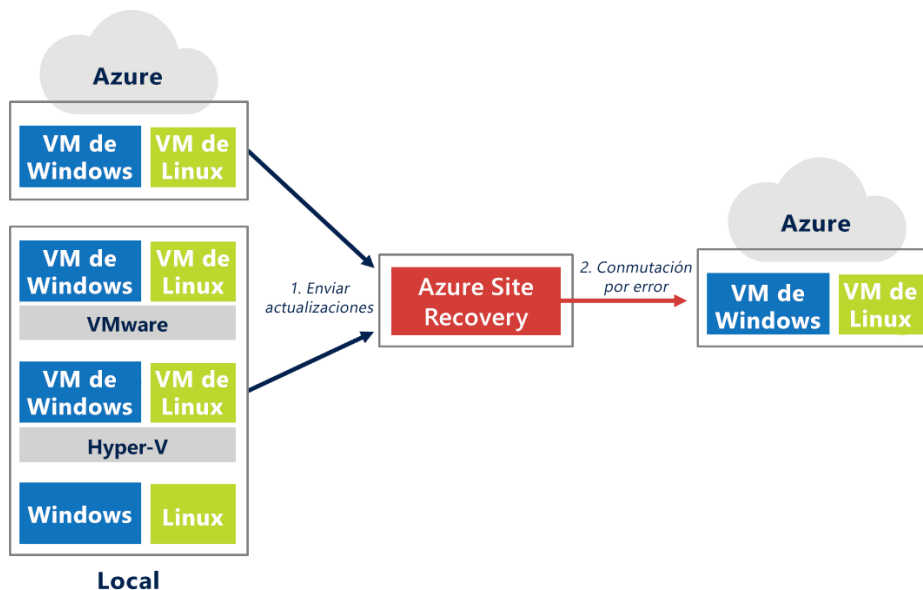 Azure
VM de
Windows
VM de
Linux
VM de
Windows
VM de
Linux
VMware
VM de
Windows
VM de
Linux
Hyper-V
Windows
Linux
Local
1. Enviar
actualizaciones
Azure Site
Recovery
2. Conmutación
por error
Azure
VM de
Windows
VM de
Linux